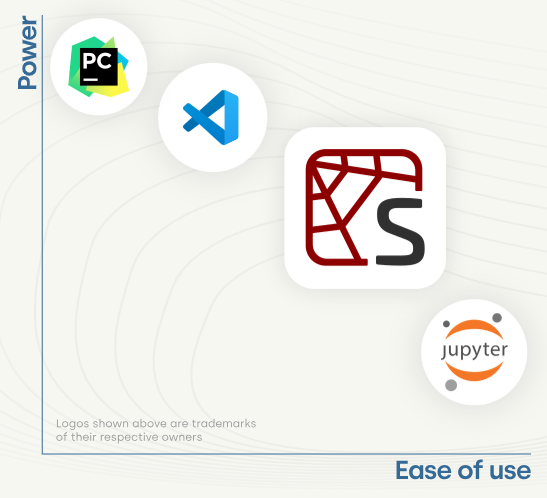 Power
PC
S
jupyter
Logos shown above are trademarks
of their respective owners
Ease of use